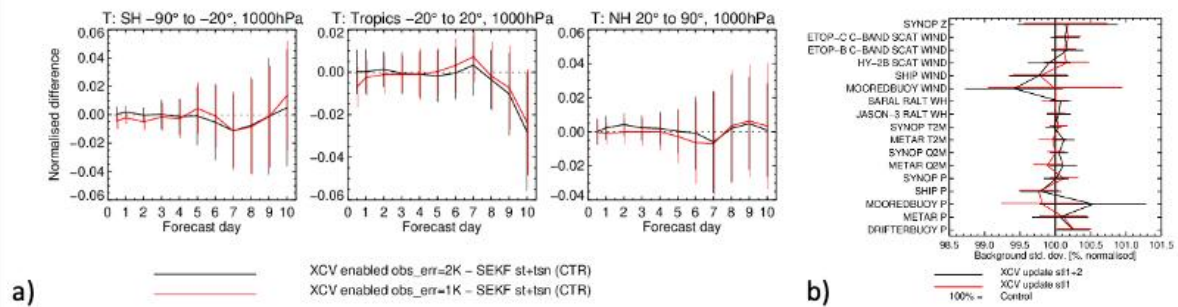 T: SH −90° to −20°, 1000hPa
T: Tropics −20° to 20°, 1000hPa
T: NH 20° to 90°, 1000hPa
Normalised difference
0.06
0.04
0.02
0.00
−0.02
−0.04
−0.06
0 1 2 3 4 5 6 7 8 9 10
Forecast day
0.02
0.00
−0.02
−0.04
−0.06
0 1 2 3 4 5 6 7 8 9 10
Forecast day
0.06
0.04
0.02
0.00
−0.02
−0.04
0 1 2 3 4 5 6 7 8 9 10
Forecast day
XCV enabled obs_err=2K − SEKF st+tsn (CTR)
XCV enabled obs_err=1K − SEKF st+tsn (CTR)
a)
SYNOP Z
ETOP-C C-BAND SCAT WIND
ETOP-B C-BAND SCAT WIND
HY-2B SCAT WIND
SHIP WIND
MOOREDBUOY WIND
SARAL RALT WH
JASON-3 RALT WH
SYNOP T2M
METAR T2M
SYNOP Q2M
METAR Q2M
SYNOP P
SHIP P
MOOREDBUOY P
METAR P
DRIFTERBUOY P
98.5 99.0 99.5 100.0 100.5 101.0 101.5
Background std. dev. [%, normalised]
XCV update stl1+2
XCV update stl1
100% = Control
b)